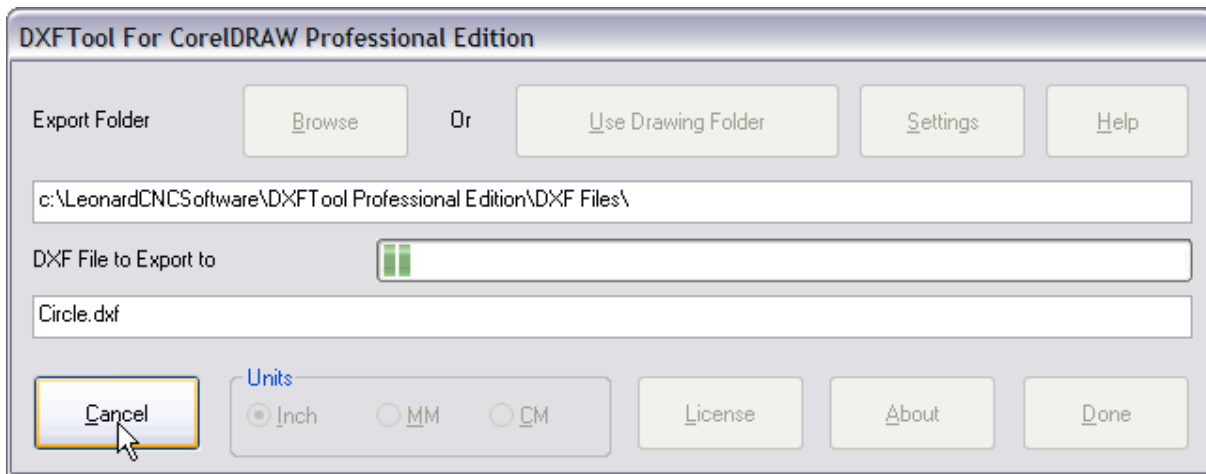 DXFTool For CorelDRAW Professional Edition
Export Folder Browse Or Use Drawing Folder Settings Help
c:\LeonardCNCSoftware\DXFTool Professional Edition\DXF Files\
DXF File to Export to
Circle.dxf
Units
Cancel Inch MM CM License About Done